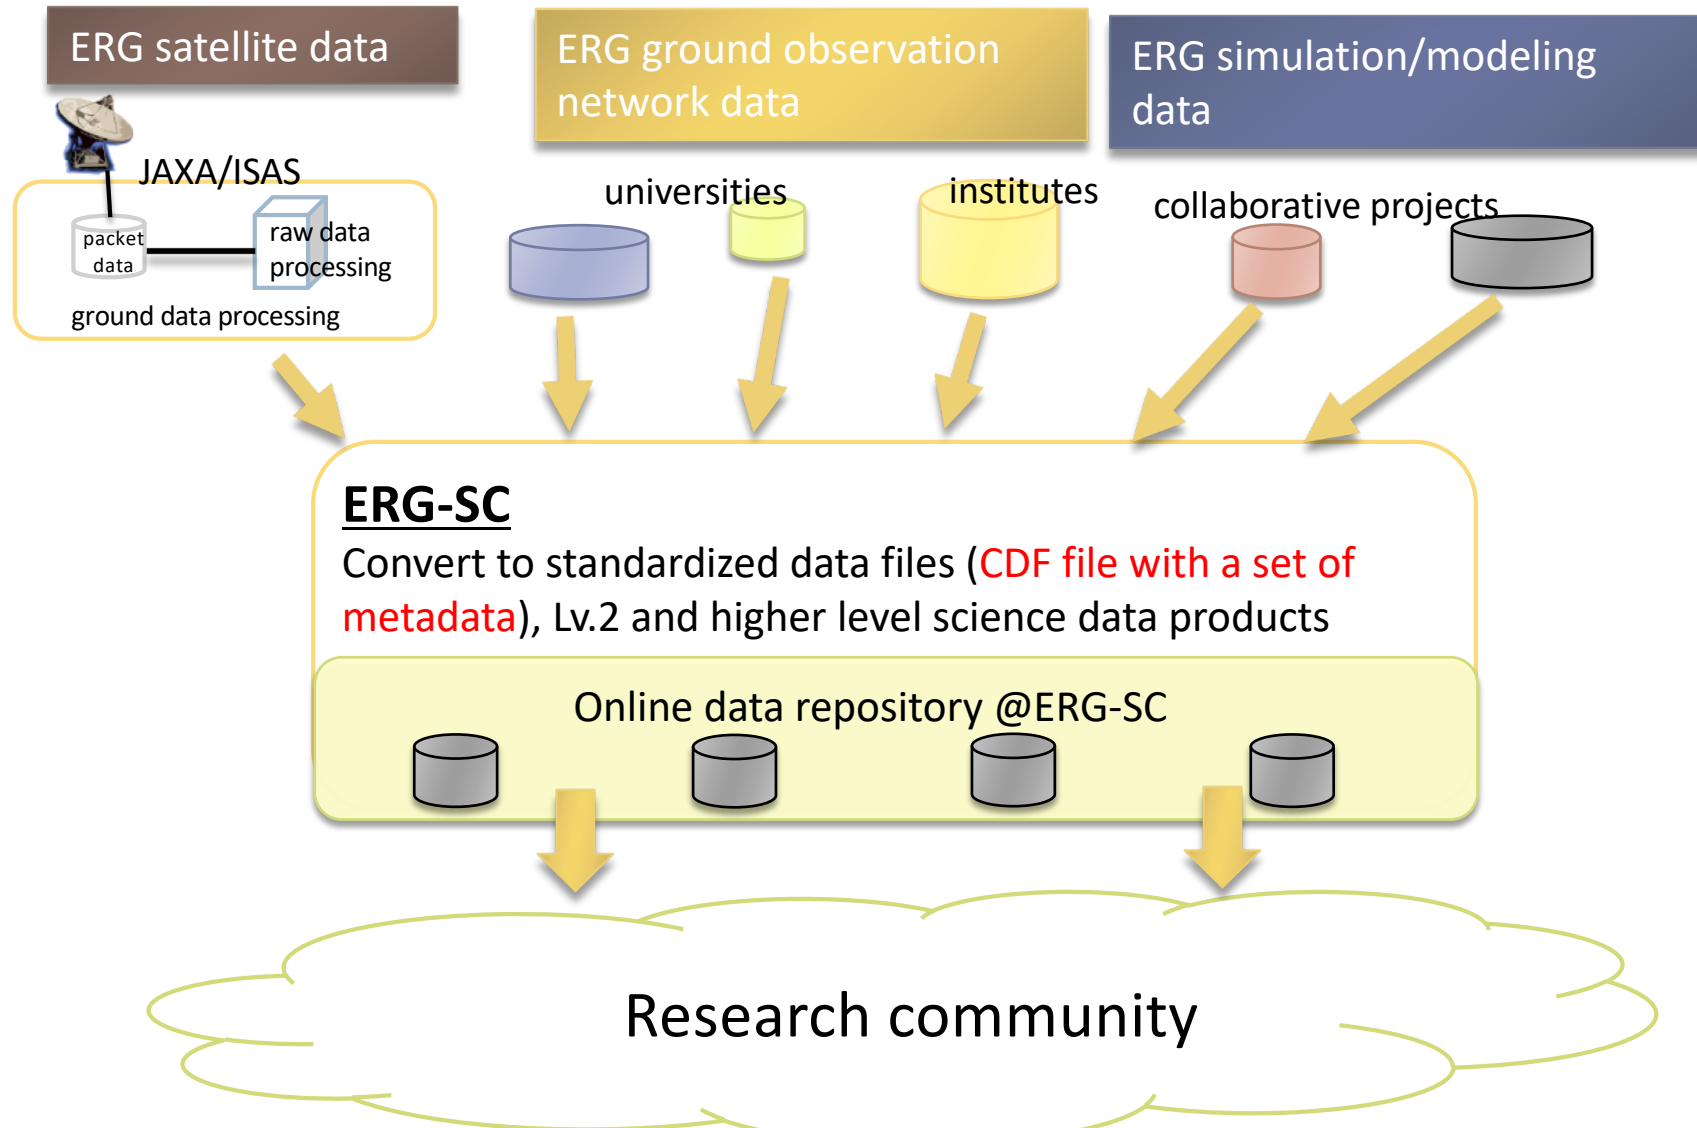 ERG satellite data
ERG ground observation
network data
ERG simulation/modeling
data
JAXA/ISAS
packet
data
raw data
processing
ground data processing
universities
institutes
collaborative projects
ERG-SC
Convert to standardized data files (CDF file with a set of
metadata), Lv.2 and higher level science data products
Online data repository @ERG-SC
Research community